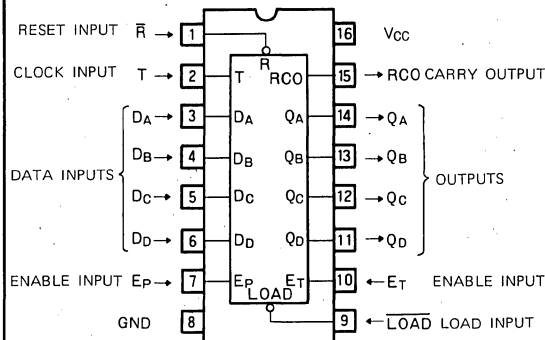 RESET INPUT R̅ → 1 16 VCC
R
CLOCK INPUT T → 2 T RCO 15 → RCO CARRY OUTPUT
DA → 3 DA QA 14 → QA
DB → 4 DB QB 13 → QB
DATA INPUTS OUTPUTS
DC → 5 DC QC 12 → QC
DD → 6 DD QD 11 → QD
ENABLE INPUT EP → 7 EP ET 10 ← ET ENABLE INPUT
LOAD
GND 8 9 ← L̅O̅A̅D̅ LOAD INPUT